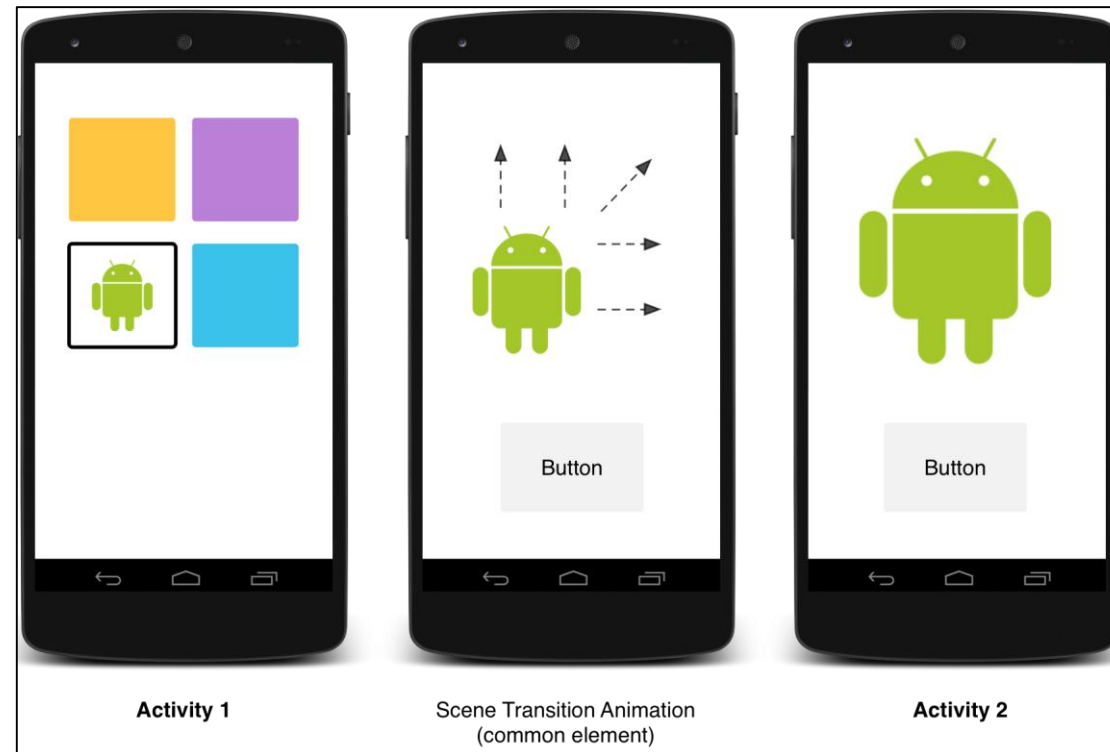 Button
Button
Activity 1
Scene Transition Animation
(common element)
Activity 2